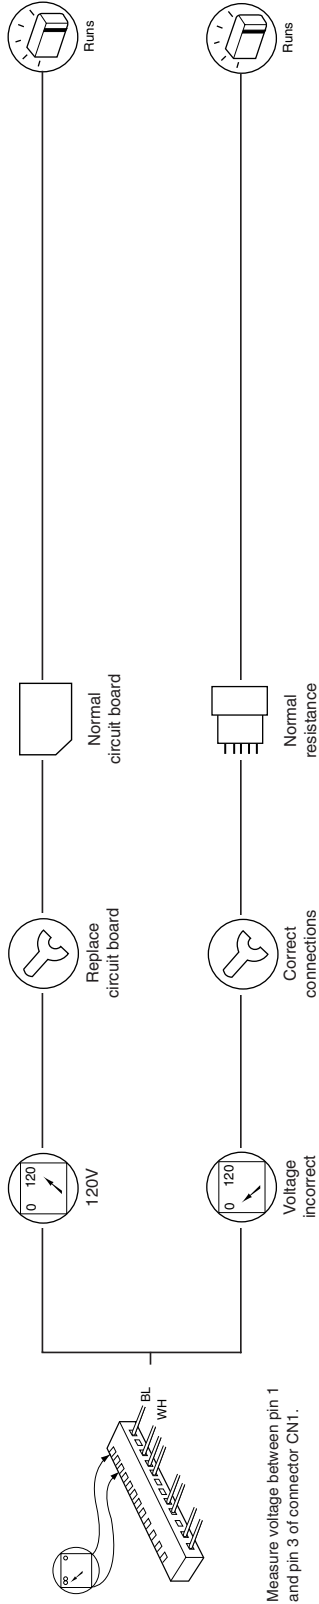 Measure voltage between pin 1
and pin 3 of connector CN1.
BL
WH
0 120
120V
Replace
circuit board
Normal
circuit board
Runs
0 120
Voltage
incorrect
Correct
connections
Normal
resistance
Runs